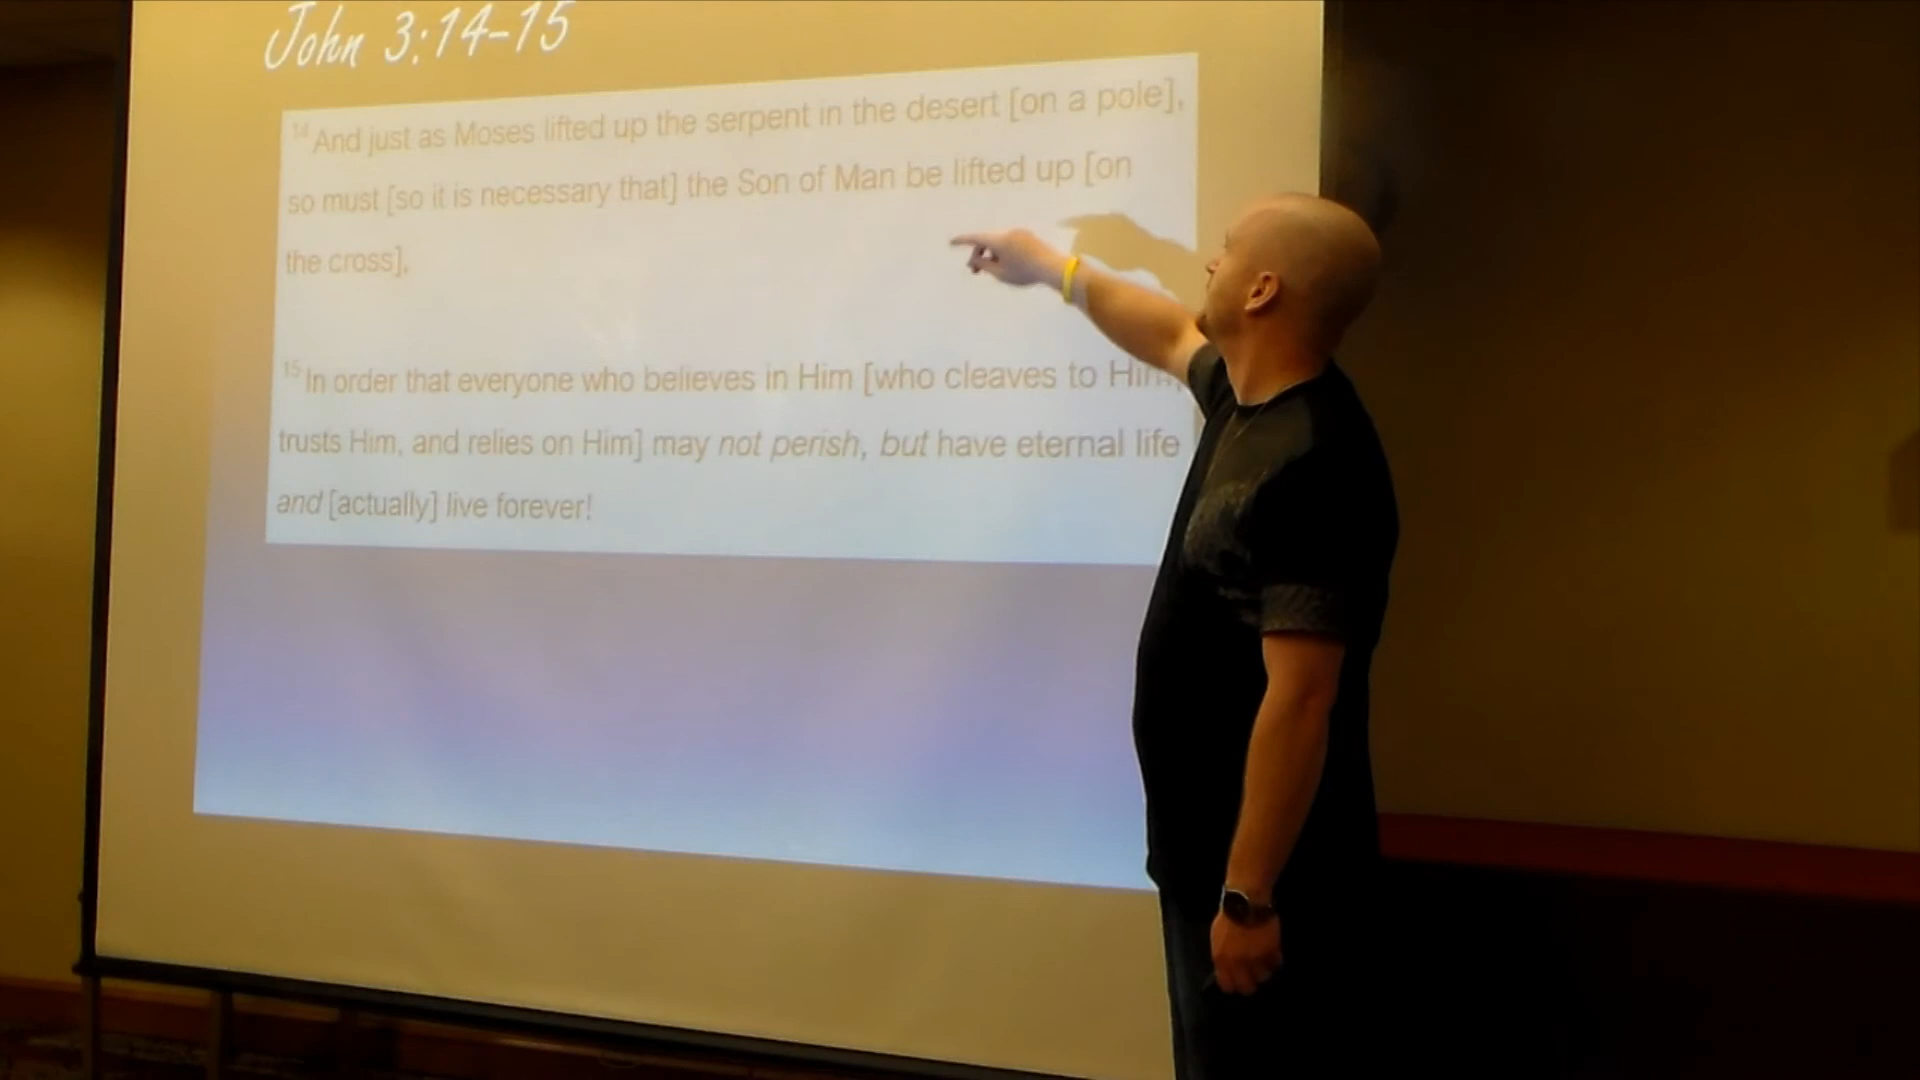 John 3:14-15
14 And just as Moses lifted up the serpent in the desert [on a pole],
so must [so it is necessary that] the Son of Man be lifted up [on
the cross],
15 In order that everyone who believes in Him [who cleaves to Him,
trusts Him, and relies on Him] may not perish, but have eternal life
and [actually] live forever!